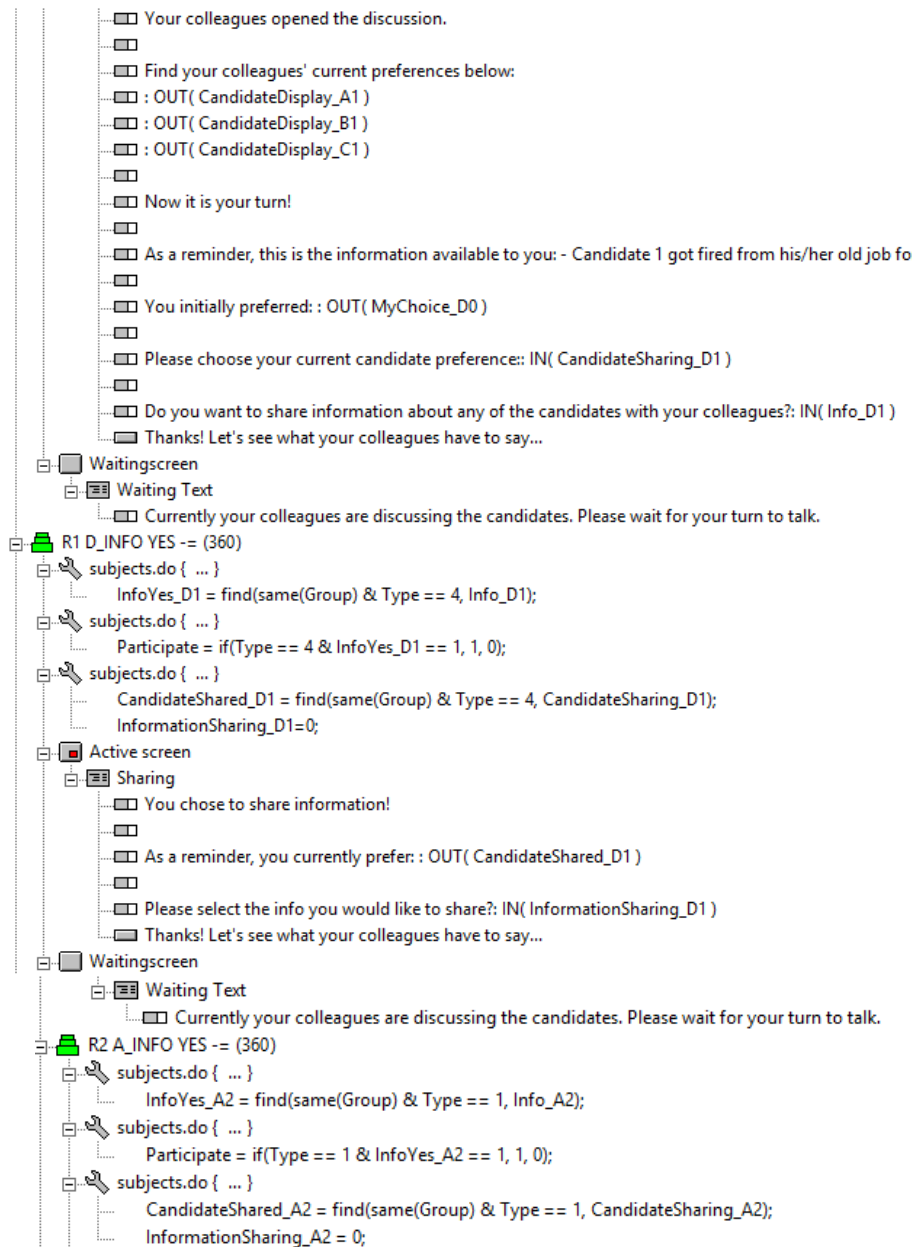 Your colleagues opened the discussion.
Find your colleagues' current preferences below:
: OUT( CandidateDisplay_A1 )
: OUT( CandidateDisplay_B1 )
: OUT( CandidateDisplay_C1 )
Now it is your turn!
As a reminder, this is the information available to you: - Candidate 1 got fired from his/her old job fo
You initially preferred: : OUT( MyChoice_D0 )
Please choose your current candidate preference:: IN( CandidateSharing_D1 )
Do you want to share information about any of the candidates with your colleagues?: IN( Info_D1 )
Thanks! Let's see what your colleagues have to say...
Waitingscreen
Waiting Text
Currently your colleagues are discussing the candidates. Please wait for your turn to talk.
R1 D_INFO YES -= (360)
subjects.do { ... }
InfoYes_D1 = find(same(Group) & Type == 4, Info_D1);
subjects.do { ... }
Participate = if(Type == 4 & InfoYes_D1 == 1, 1, 0);
subjects.do { ... }
CandidateShared_D1 = find(same(Group) & Type == 4, CandidateSharing_D1);
InformationSharing_D1=0;
Active screen
Sharing
You chose to share information!
As a reminder, you currently prefer: : OUT( CandidateShared_D1 )
Please select the info you would like to share?: IN( InformationSharing_D1 )
Thanks! Let's see what your colleagues have to say...
Waitingscreen
Waiting Text
Currently your colleagues are discussing the candidates. Please wait for your turn to talk.
R2 A_INFO YES -= (360)
subjects.do { ... }
InfoYes_A2 = find(same(Group) & Type == 1, Info_A2);
subjects.do { ... }
Participate = if(Type == 1 & InfoYes_A2 == 1, 1, 0);
subjects.do { ... }
CandidateShared_A2 = find(same(Group) & Type == 1, CandidateSharing_A2);
InformationSharing_A2 = 0;